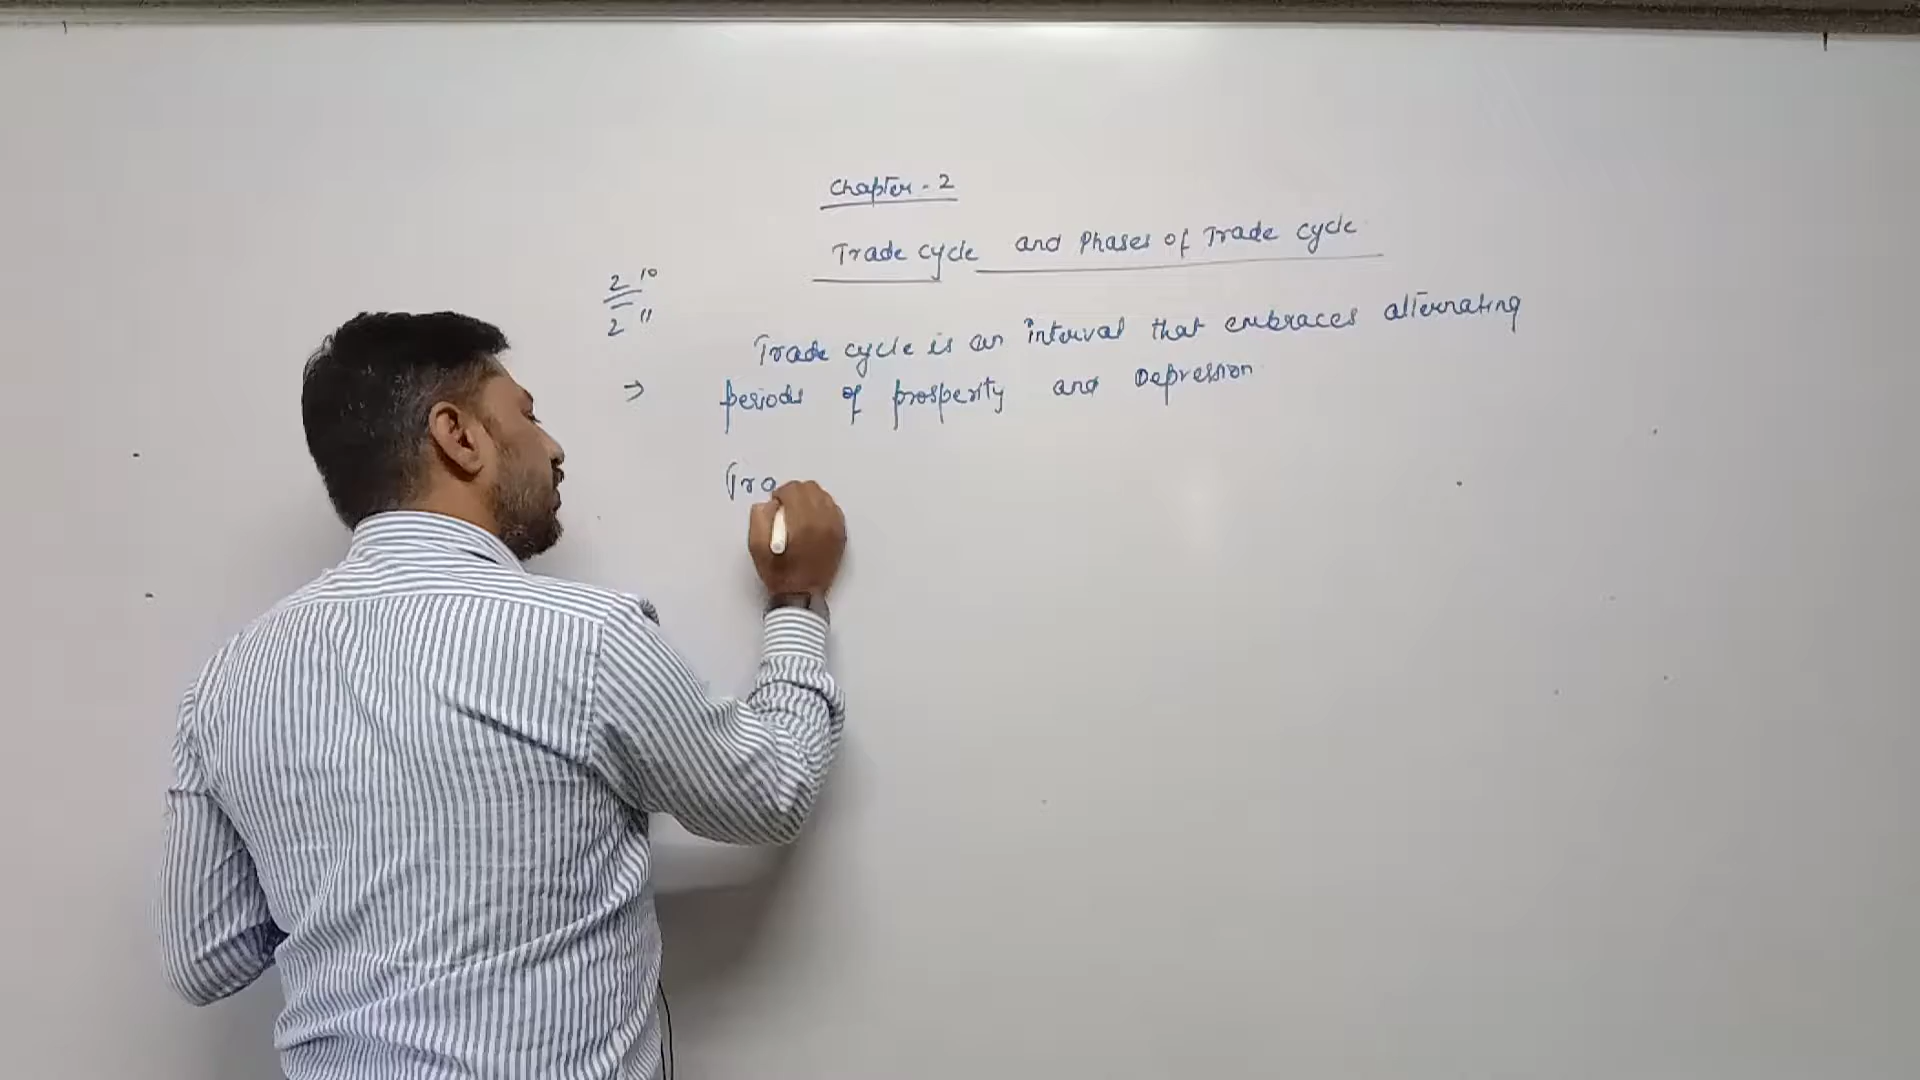 Chapter - 2
Trade cycle and Phases of Trade cycle
2 10
2 11
Trade cycle is an interval that embraces alternating
⇒ periods of prosperity and Depression
Tra